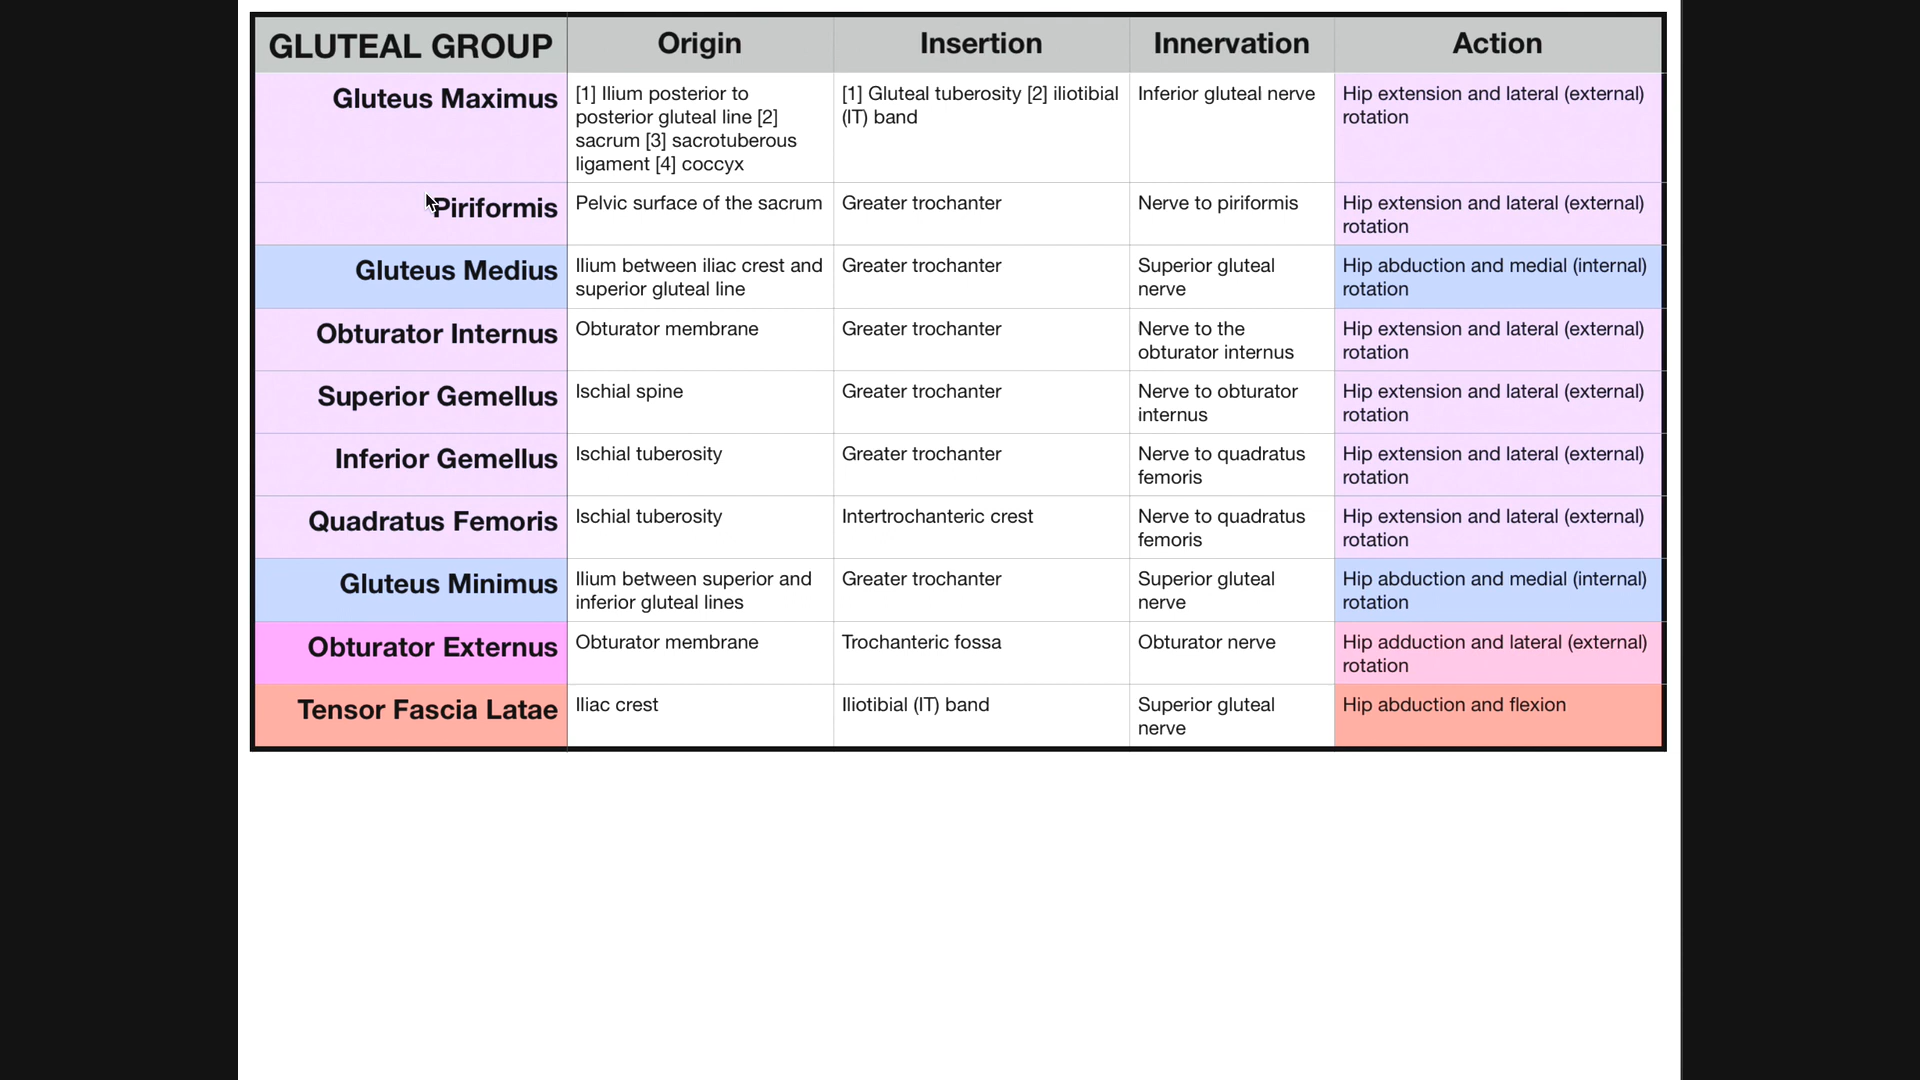 GLUTEAL GROUP Origin Insertion Innervation Action
Gluteus Maximus
[1] Ilium posterior to
posterior gluteal line [2]
sacrum [3] sacrotuberous
ligament [4] coccyx
[1] Gluteal tuberosity [2] iliotibial
(IT) band
Inferior gluteal nerve
Hip extension and lateral (external)
rotation
Piriformis
Pelvic surface of the sacrum
Greater trochanter
Nerve to piriformis
Hip extension and lateral (external)
rotation
Gluteus Medius
Ilium between iliac crest and
superior gluteal line
Greater trochanter
Superior gluteal
nerve
Hip abduction and medial (internal)
rotation
Obturator Internus
Obturator membrane
Greater trochanter
Nerve to the
obturator internus
Hip extension and lateral (external)
rotation
Superior Gemellus
Ischial spine
Greater trochanter
Nerve to obturator
internus
Hip extension and lateral (external)
rotation
Inferior Gemellus
Ischial tuberosity
Greater trochanter
Nerve to quadratus
femoris
Hip extension and lateral (external)
rotation
Quadratus Femoris
Ischial tuberosity
Intertrochanteric crest
Nerve to quadratus
femoris
Hip extension and lateral (external)
rotation
Gluteus Minimus
Ilium between superior and
inferior gluteal lines
Greater trochanter
Superior gluteal
nerve
Hip abduction and medial (internal)
rotation
Obturator Externus
Obturator membrane
Trochanteric fossa
Obturator nerve
Hip adduction and lateral (external)
rotation
Tensor Fascia Latae
Iliac crest
Iliotibial (IT) band
Superior gluteal
nerve
Hip abduction and flexion